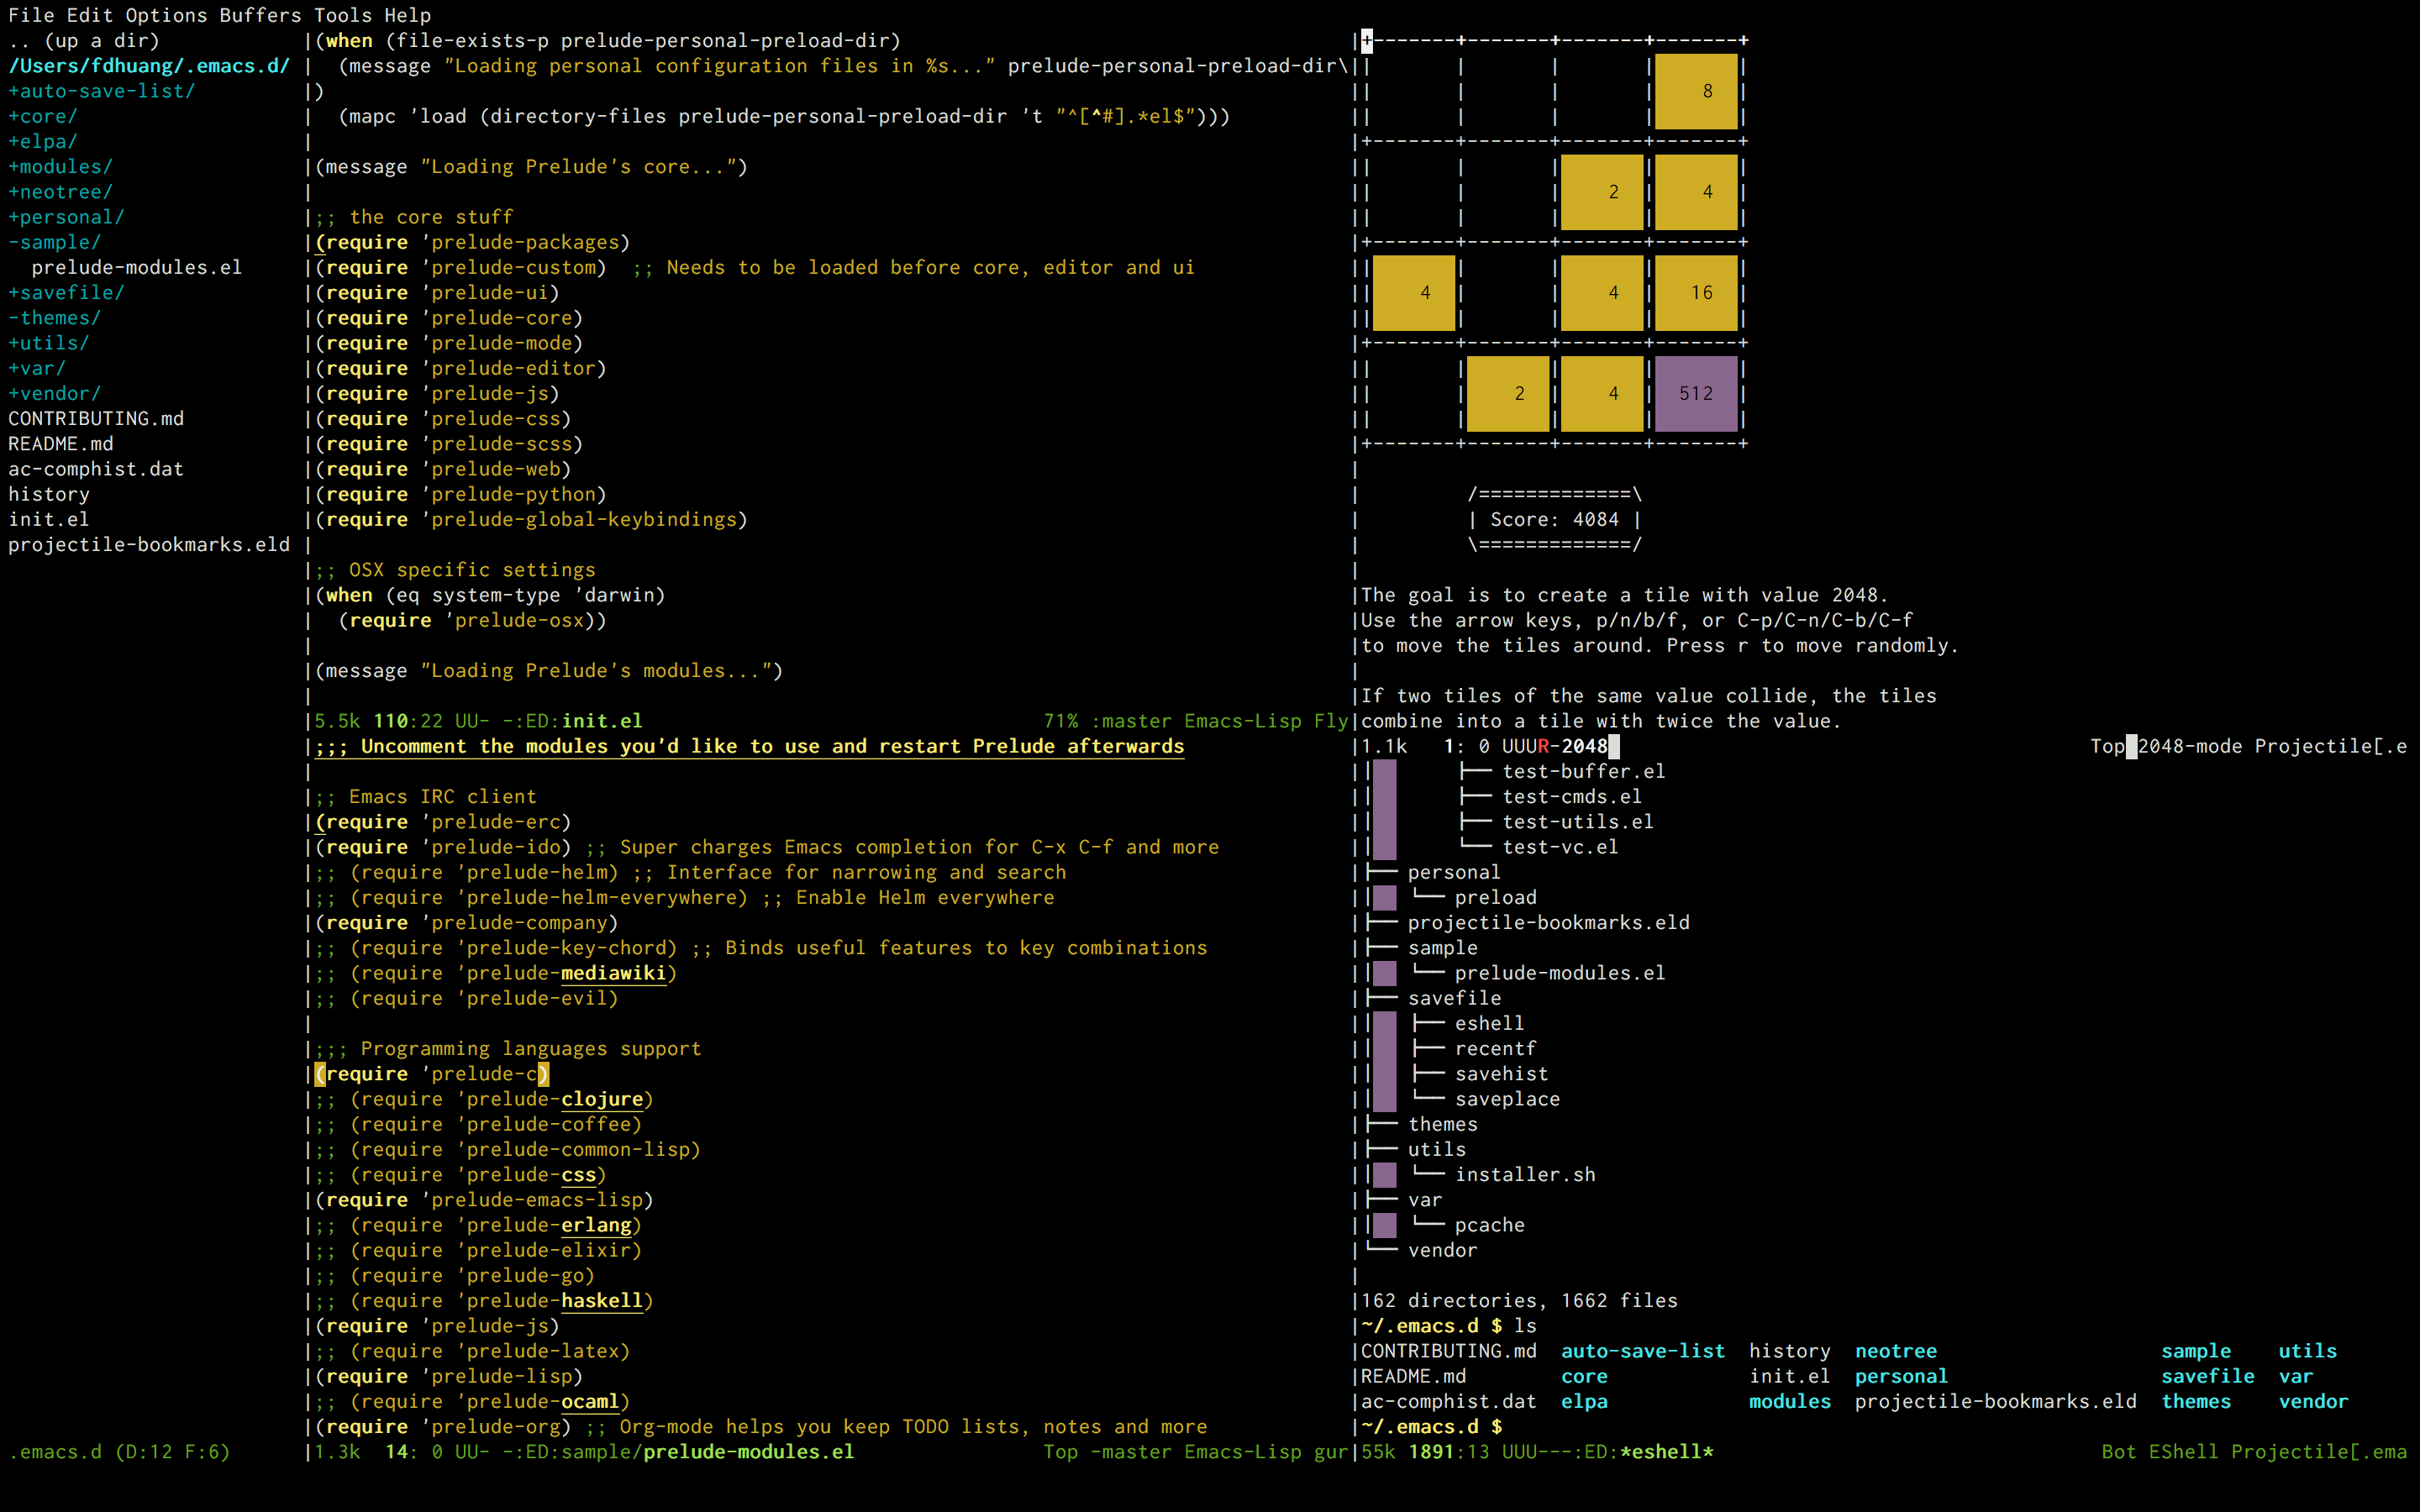 File Edit Options Buffers Tools Help
.. (up a dir)
/Users/fdhuang/.emacs.d/
+auto-save-list/
+core/
+elpa/
+modules/
+neotree/
+personal/
-sample/
prelude-modules.el
+savefile/
-themes/
+utils/
+var/
+vendor/
CONTRIBUTING.md
README.md
ac-comphist.dat
history
init.el
projectile-bookmarks.eld
.emacs.d (D:12 F:6)
(when (file-exists-p prelude-personal-preload-dir)
(message "Loading personal configuration files in %s..." prelude-personal-preload-dir\
)
(mapc 'load (directory-files prelude-personal-preload-dir 't "^[^#].*el$")))
(message "Loading Prelude's core...")
;; the core stuff
(require 'prelude-packages)
(require 'prelude-custom)  ;; Needs to be loaded before core, editor and ui
(require 'prelude-ui)
(require 'prelude-core)
(require 'prelude-mode)
(require 'prelude-editor)
(require 'prelude-js)
(require 'prelude-css)
(require 'prelude-scss)
(require 'prelude-web)
(require 'prelude-python)
(require 'prelude-global-keybindings)
;; OSX specific settings
(when (eq system-type 'darwin)
(require 'prelude-osx))
(message "Loading Prelude's modules...")
5.5k 110:22 UU- -:ED:init.el 71% :master Emacs-Lisp Fly
;;; Uncomment the modules you'd like to use and restart Prelude afterwards
;; Emacs IRC client
(require 'prelude-erc)
(require 'prelude-ido) ;; Super charges Emacs completion for C-x C-f and more
;; (require 'prelude-helm) ;; Interface for narrowing and search
;; (require 'prelude-helm-everywhere) ;; Enable Helm everywhere
(require 'prelude-company)
;; (require 'prelude-key-chord) ;; Binds useful features to key combinations
;; (require 'prelude-mediawiki)
;; (require 'prelude-evil)
;;; Programming languages support
(require 'prelude-c)
;; (require 'prelude-clojure)
;; (require 'prelude-coffee)
;; (require 'prelude-common-lisp)
;; (require 'prelude-css)
(require 'prelude-emacs-lisp)
;; (require 'prelude-erlang)
;; (require 'prelude-elixir)
;; (require 'prelude-go)
;; (require 'prelude-haskell)
(require 'prelude-js)
;; (require 'prelude-latex)
(require 'prelude-lisp)
;; (require 'prelude-ocaml)
(require 'prelude-org) ;; Org-mode helps you keep TODO lists, notes and more
1.3k 14: 0 UU- -:ED:sample/prelude-modules.el Top -master Emacs-Lisp gur
+-------+-------+-------+-------+
8
+-------+-------+-------+-------+
2 4
+-------+-------+-------+-------+
4 4 16
+-------+-------+-------+-------+
2 4 512
+-------+-------+-------+-------+
/=============\
| Score: 4084 |
\=============/
The goal is to create a tile with value 2048.
Use the arrow keys, p/n/b/f, or C-p/C-n/C-b/C-f
to move the tiles around. Press r to move randomly.
If two tiles of the same value collide, the tiles
combine into a tile with twice the value.
1.1k 1: 0 UUUR-2048 Top 2048-mode Projectile[.e
├── test-buffer.el
├── test-cmds.el
├── test-utils.el
└── test-vc.el
├── personal
│ └── preload
├── projectile-bookmarks.eld
├── sample
│ └── prelude-modules.el
├── savefile
│ ├── eshell
│ ├── recentf
│ ├── savehist
│ └── saveplace
├── themes
├── utils
│ └── installer.sh
├── var
│ └── pcache
└── vendor
162 directories, 1662 files
~/.emacs.d $ ls
CONTRIBUTING.md auto-save-list history neotree sample utils
README.md core init.el personal savefile var
ac-comphist.dat elpa modules projectile-bookmarks.eld themes vendor
~/.emacs.d $
55k 1891:13 UUU---:ED:*eshell* Bot EShell Projectile[.ema